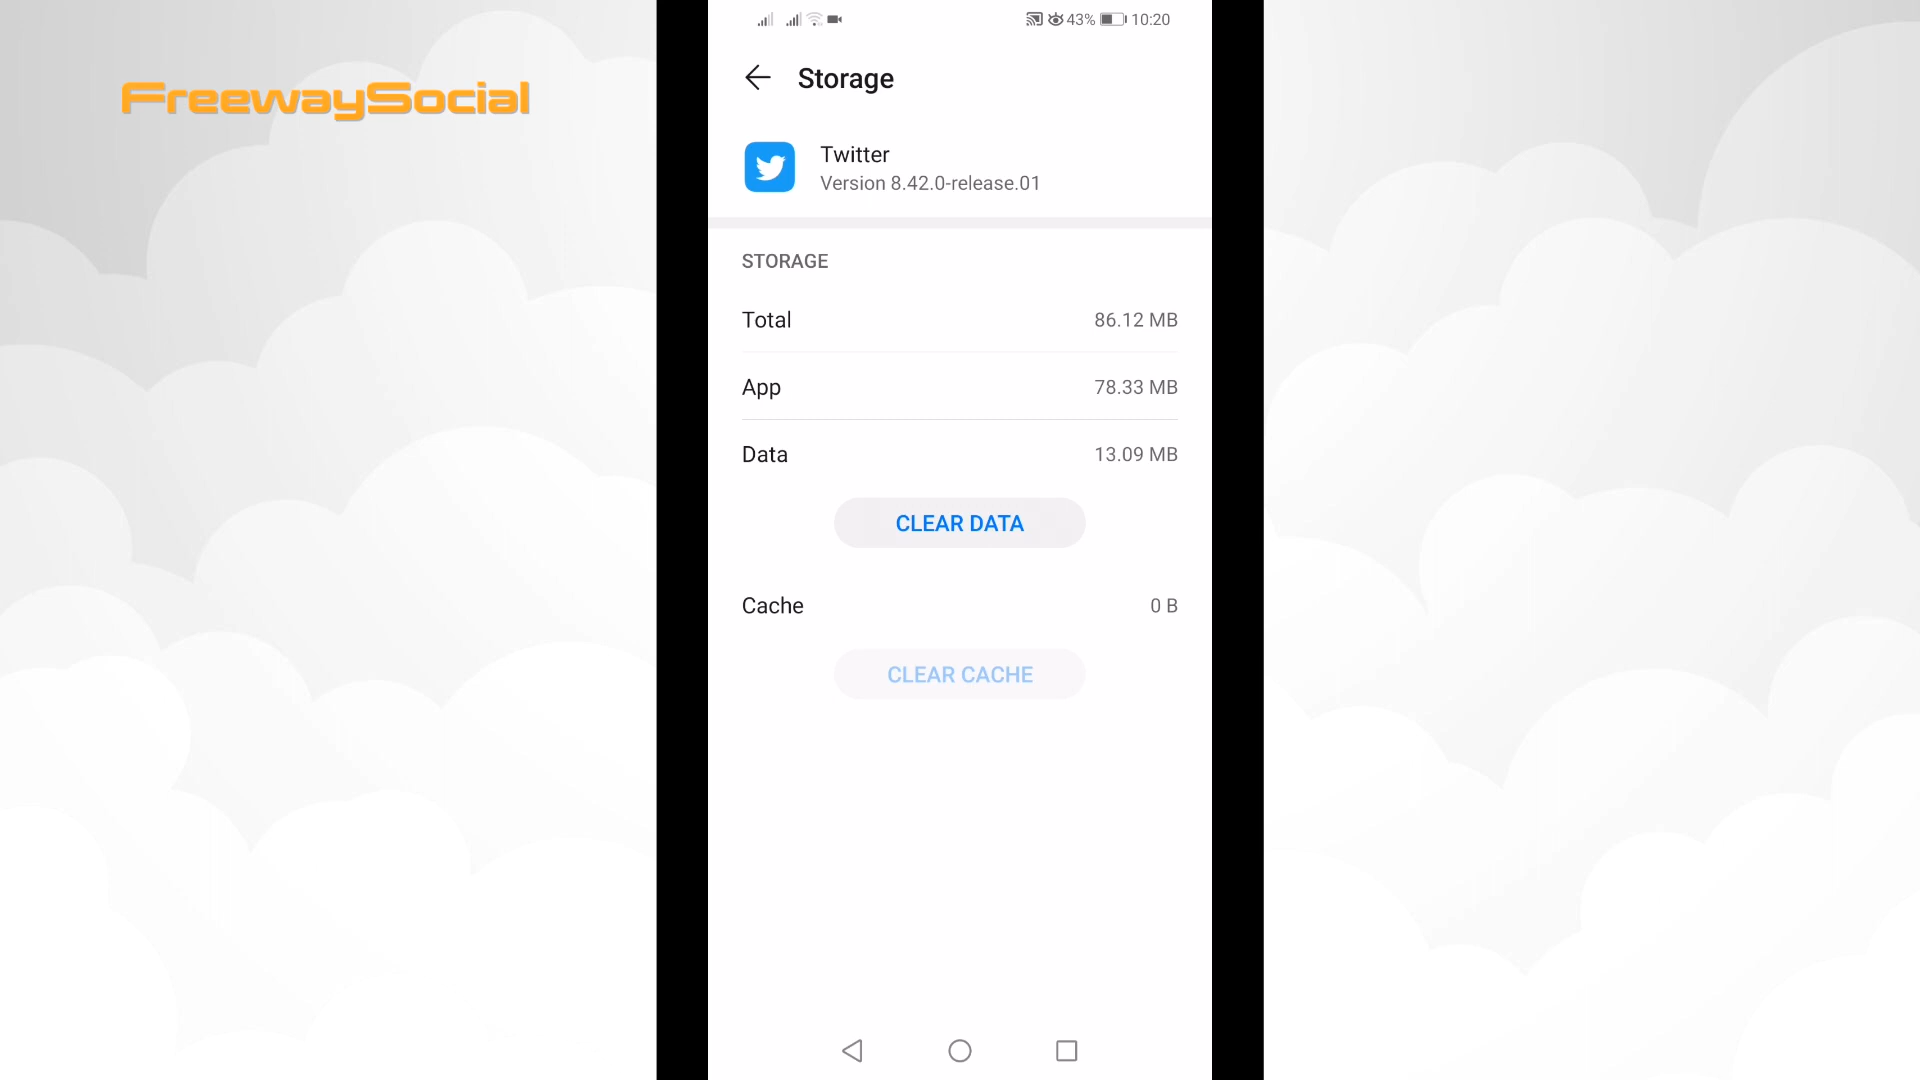 FreewaySocial
43% 10:20
Storage
Twitter
Version 8.42.0-release.01
STORAGE
Total 86.12 MB
App 78.33 MB
Data 13.09 MB
CLEAR DATA
Cache 0 B
CLEAR CACHE